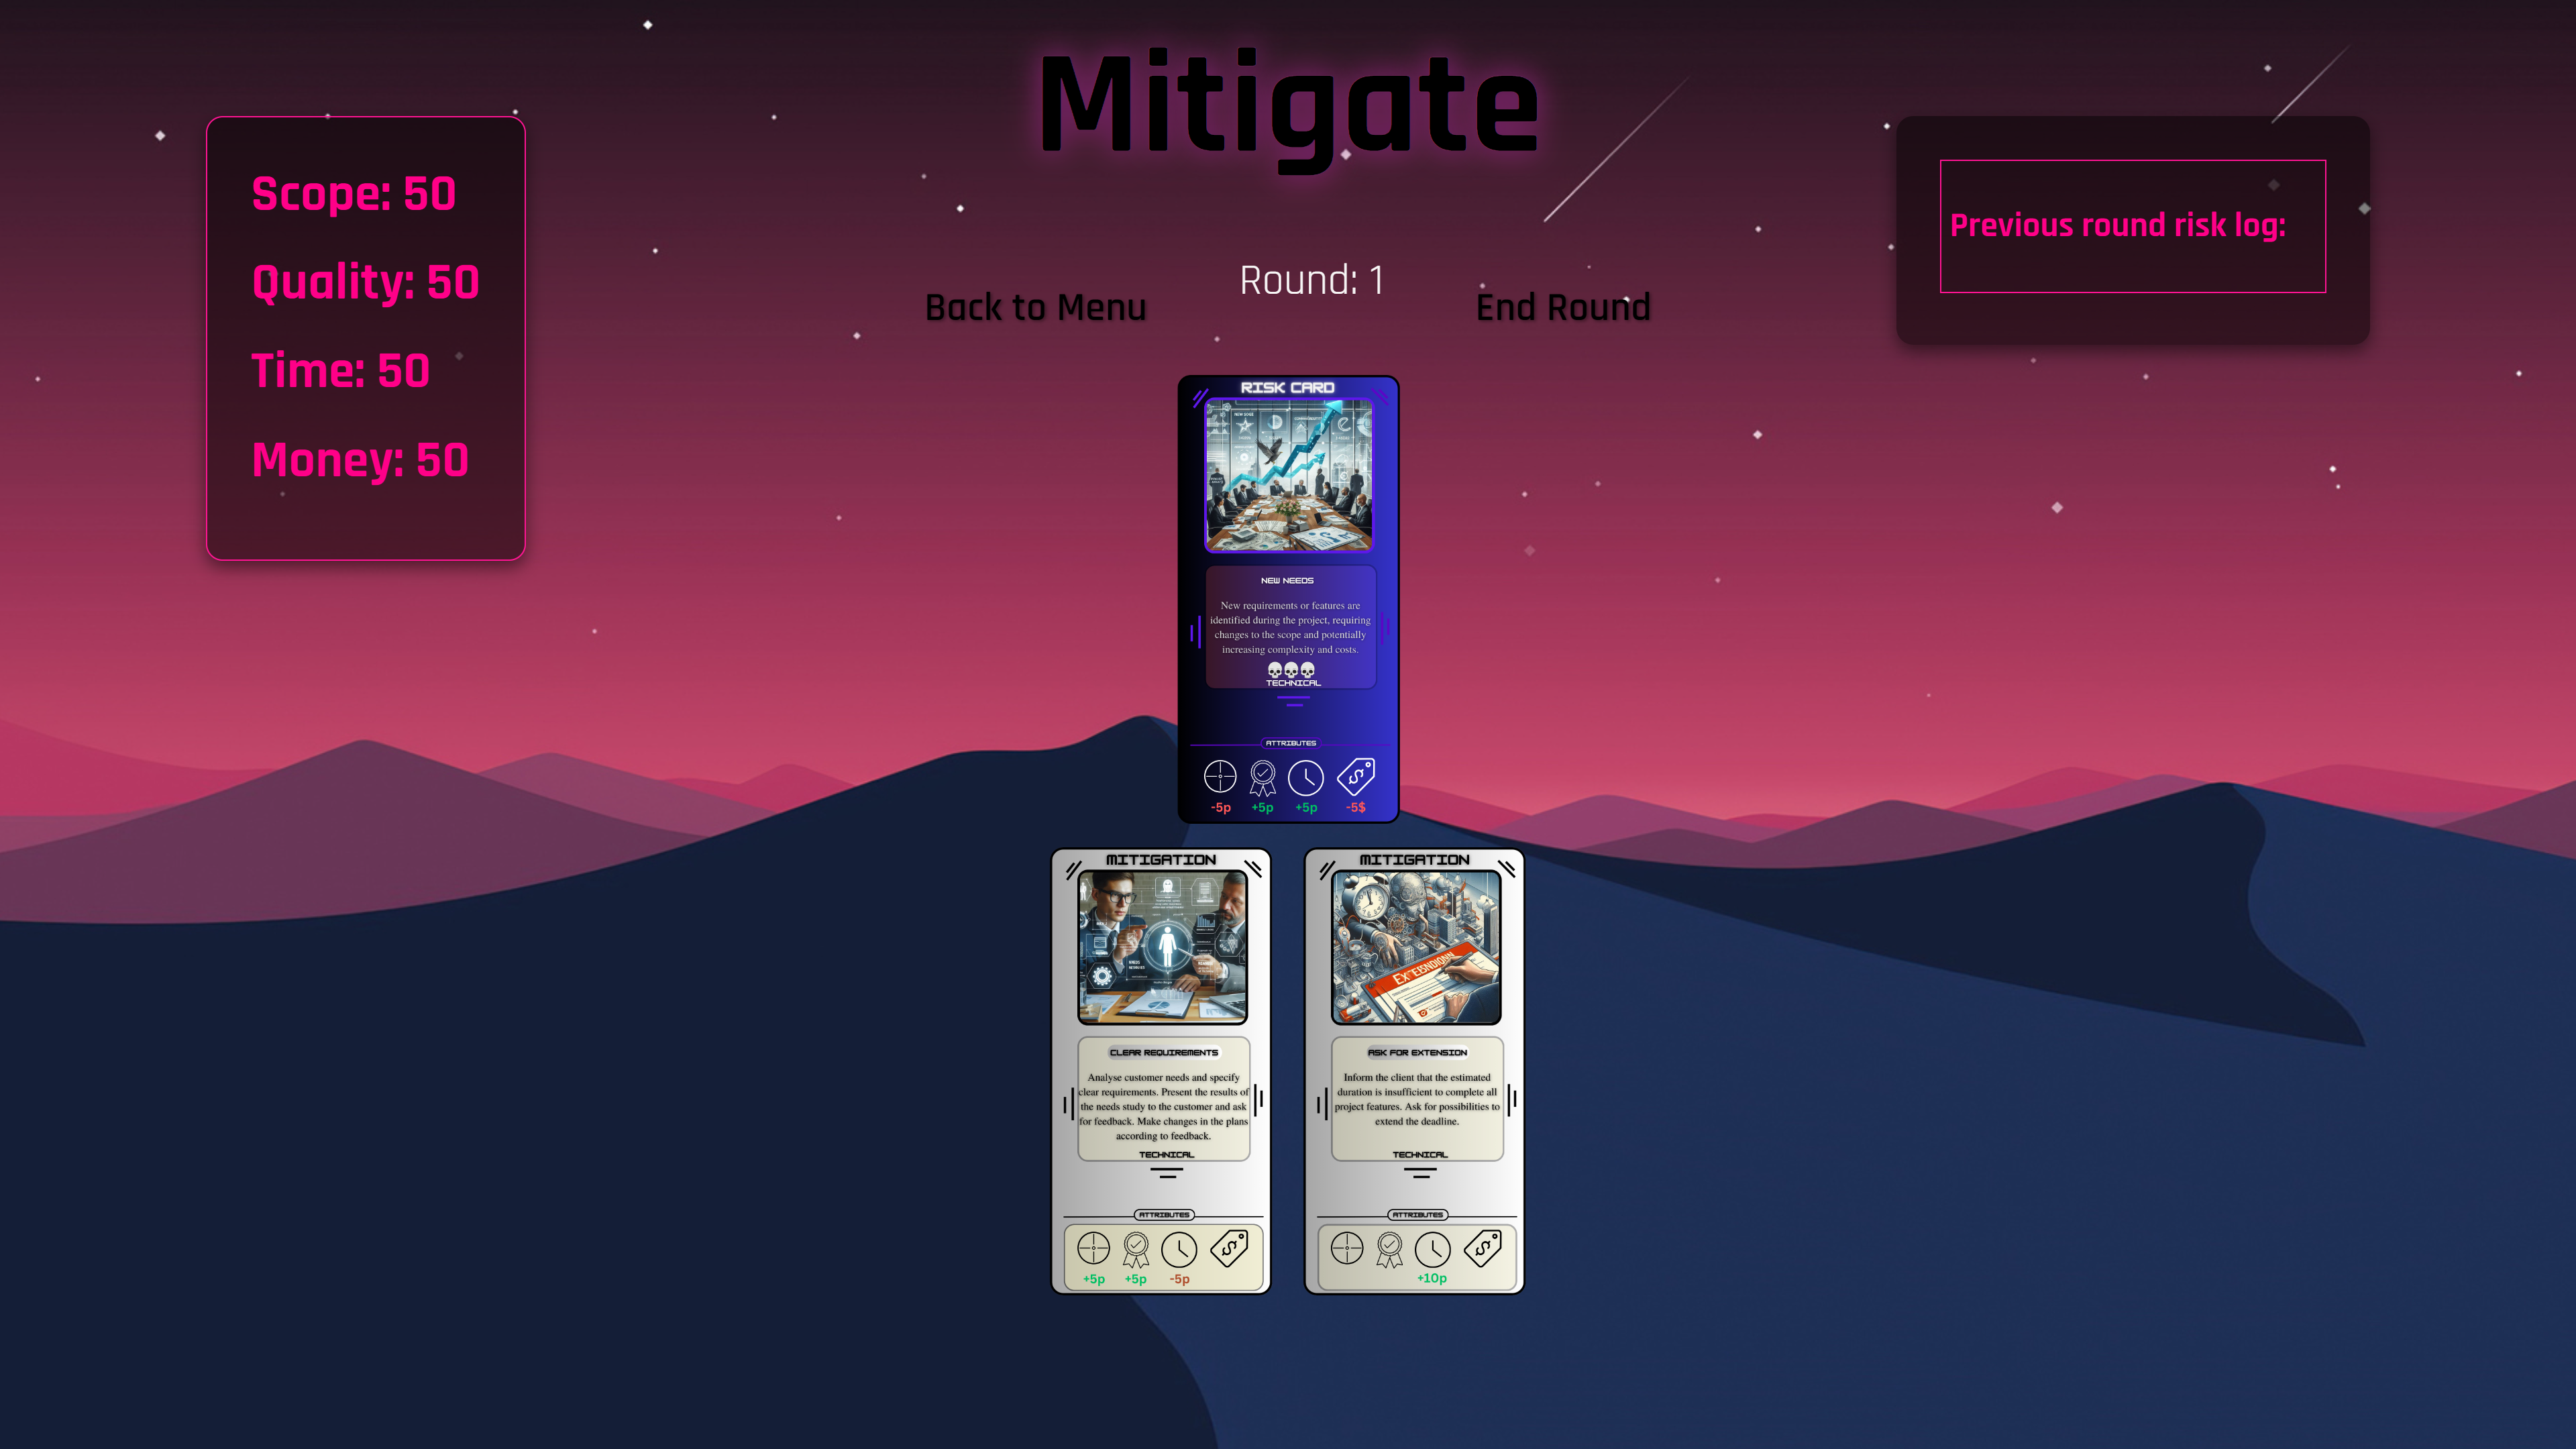 Mitigate
Scope: 50
Quality: 50
Time: 50
Money: 50
Previous round risk log:
Round: 1
Back to Menu
End Round
RISK CARD
NEW NEEDS
New requirements or features are
identified during the project, requiring
changes to the scope and potentially
increasing complexity and costs.
TECHNICAL
ATTRIBUTES
-5p +5p +5p -5$
MITIGATION
CLEAR REQUIREMENTS
Analyse customer needs and specify
clear requirements. Present the results of
the needs study to the customer and ask
for feedback. Make changes in the plans
according to feedback.
TECHNICAL
ATTRIBUTES
+5p +5p -5p
MITIGATION
ASK FOR EXTENSION
Inform the client that the estimated
duration is insufficient to complete all
project features. Ask for possibilities to
extend the deadline.
TECHNICAL
ATTRIBUTES
+10p